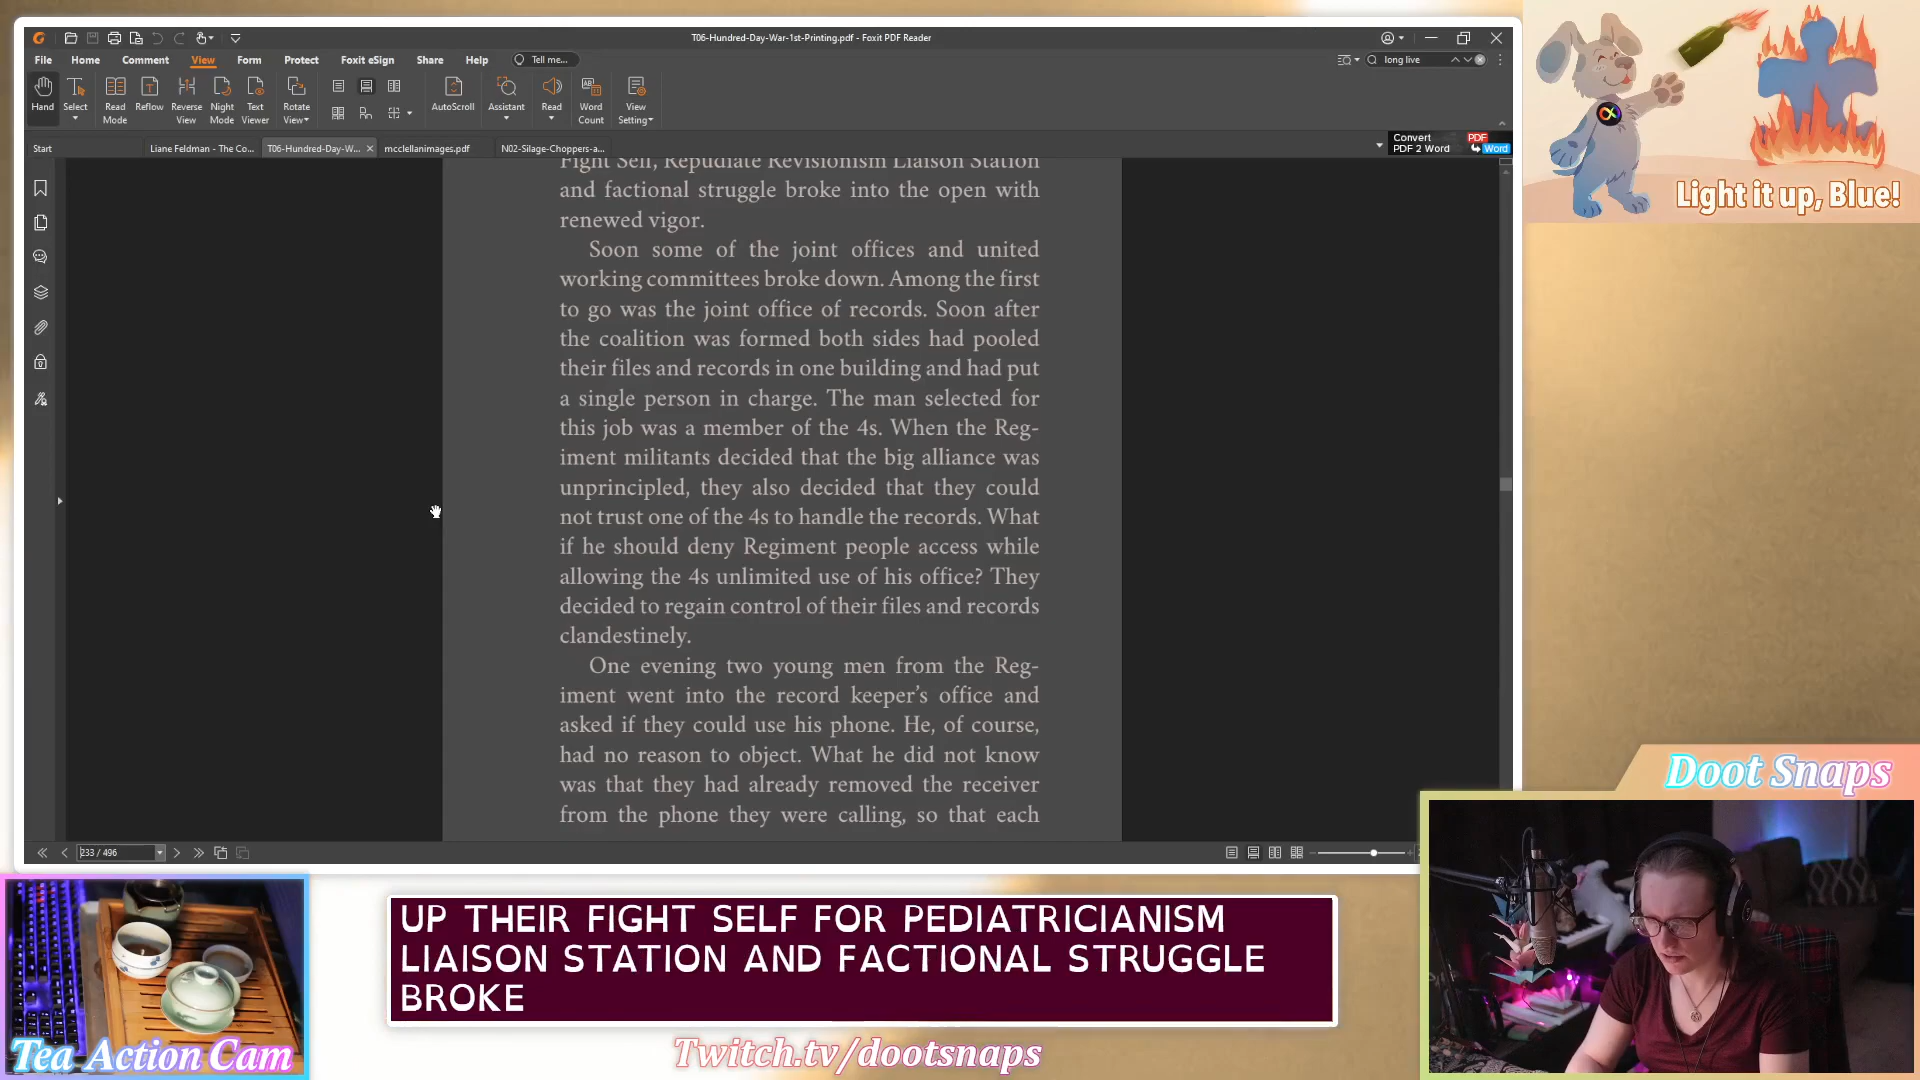 T06-Hundred-Day-War-1st-Printing.pdf - Foxit PDF Reader
File Home Comment View Form Protect Foxit eSign Share Help Tell me... long live
Hand Select Read Mode Reflow Reverse View Night Mode Text Viewer Rotate View AutoScroll Assistant Read Word Count View Setting
Start Liane Feldman - The Co... T06-Hundred-Day-W... mcclellanimages.pdf N02-Silage-Choppers-a...
Convert PDF
PDF 2 Word Word
Fight Self, Repudiate Revisionism Liaison Station
and factional struggle broke into the open with
renewed vigor.
Soon some of the joint offices and united
working committees broke down. Among the first
to go was the joint office of records. Soon after
the coalition was formed both sides had pooled
their files and records in one building and had put
a single person in charge. The man selected for
this job was a member of the 4s. When the Reg-
iment militants decided that the big alliance was
unprincipled, they also decided that they could
not trust one of the 4s to handle the records. What
if he should deny Regiment people access while
allowing the 4s unlimited use of his office? They
decided to regain control of their files and records
clandestinely.
One evening two young men from the Reg-
iment went into the record keeper's office and
asked if they could use his phone. He, of course,
had no reason to object. What he did not know
was that they had already removed the receiver
from the phone they were calling, so that each
233 / 496
Light it up, Blue!
Doot Snaps
Tea Action Cam
UP THEIR FIGHT SELF FOR PEDIATRICIANISM
LIAISON STATION AND FACTIONAL STRUGGLE
BROKE
Twitch.tv/dootsnaps